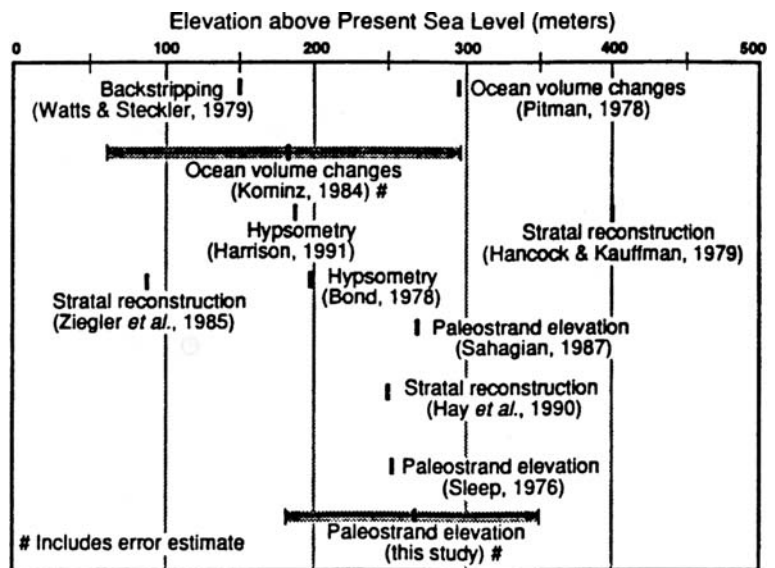 Elevation above Present Sea Level (meters)
0 100 200 300 400 500
Backstripping
(Watts & Steckler, 1979)
Ocean volume changes
(Pitman, 1978)
Ocean volume changes
(Kominz, 1984) #
Hypsometry
(Harrison, 1991)
Stratal reconstruction
(Hancock & Kauffman, 1979)
Hypsometry
(Bond, 1978)
Stratal reconstruction
(Ziegler et al., 1985)
Paleostrand elevation
(Sahagian, 1987)
Stratal reconstruction
(Hay et al., 1990)
Paleostrand elevation
(Sleep, 1976)
Paleostrand elevation
(this study) #
# Includes error estimate